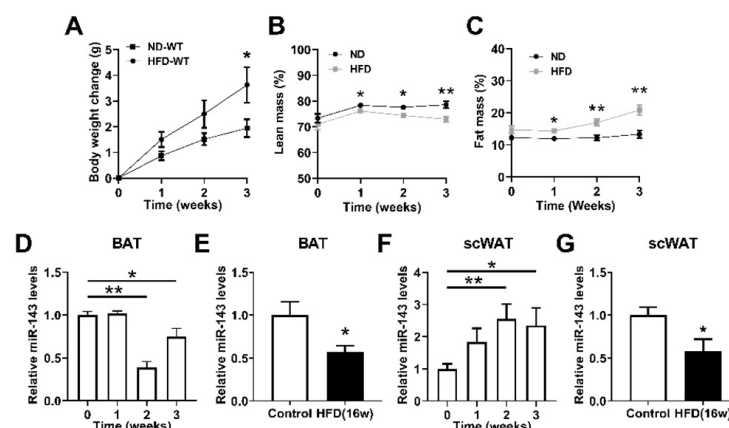 A
ND-WT
HFD-WT
*
Body weight change (g)
5
4
3
2
1
0
0 1 2 3
Time (weeks)
B
ND
HFD
* * **
Lean mass (%)
100
90
80
70
60
50
0 1 2 3
Time (weeks)
C
ND
HFD
* ** **
Fat mass (%)
40
30
20
10
0
0 1 2 3
Time (Weeks)
D
BAT
Relative miR-143 levels
1.5
1.0
0.5
0.0
*
**
0 1 2 3
Time (weeks)
E
BAT
Relative miR-143 levels
1.5
1.0
0.5
0.0
*
Control HFD(16w)
F
scWAT
Relative miR-143 levels
4
3
2
1
0
*
**
0 1 2 3
Time (weeks)
G
scWAT
Relative miR-143 levels
1.5
1.0
0.5
0.0
*
Control HFD(16w)